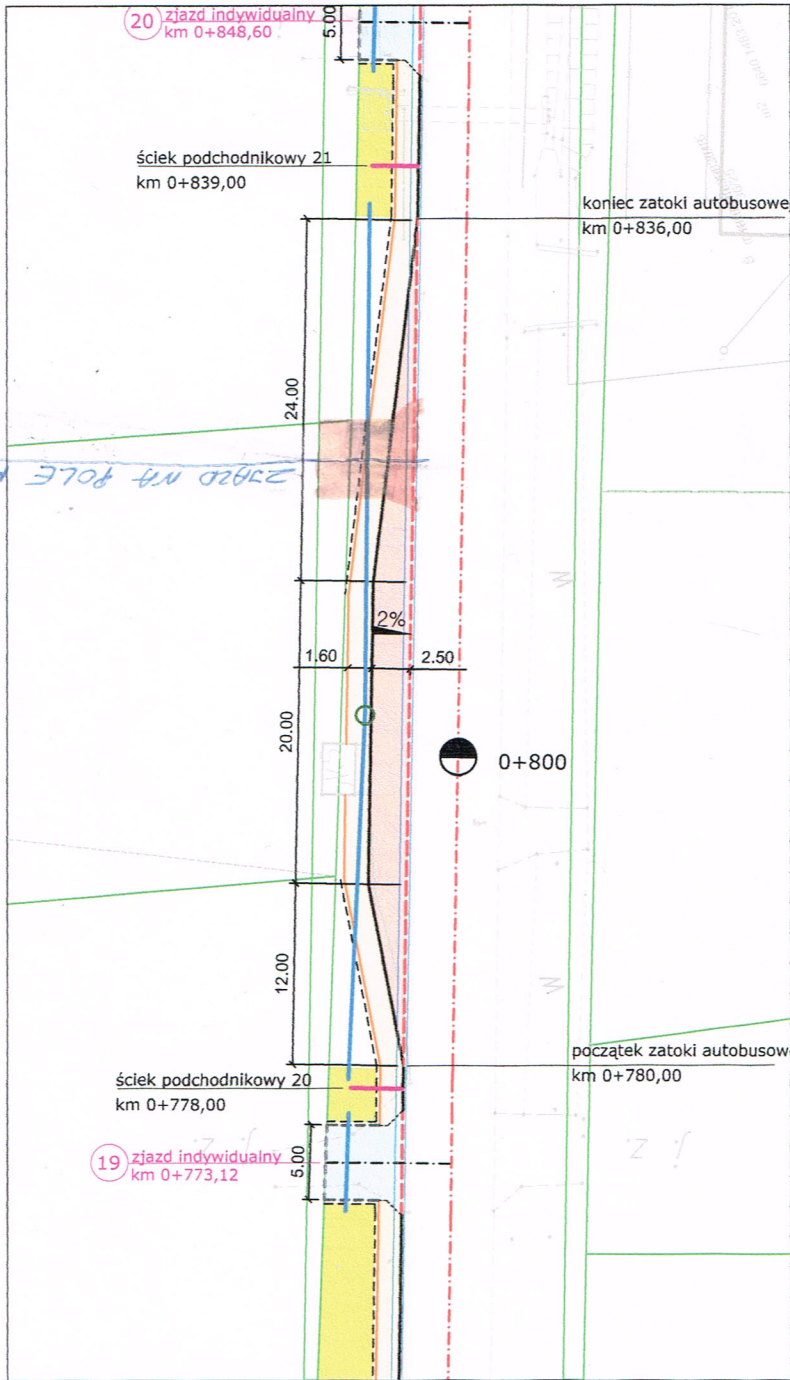 20
zjazd indywidualny
km 0+848,60
5.00
ściek podchodnikowy 21
km 0+839,00
koniec zatoki autobusowe
km 0+836,00
24.00
ZJAZD NA POLE
2%
1.60
2.50
20.00
0+800
W
W
12.00
początek zatoki autobusow
km 0+780,00
ściek podchodnikowy 20
km 0+778,00
19
zjazd indywidualny
km 0+773,12
5.00
j. Z.
j. Z.